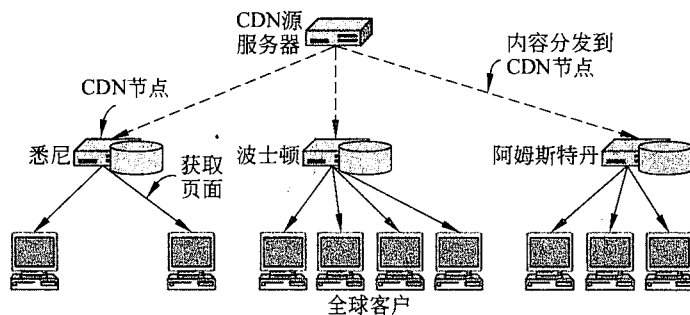 CDN源
服务器
内容分发到
CDN节点
CDN节点
悉尼
获取
页面
波士顿
阿姆斯特丹
全球客户